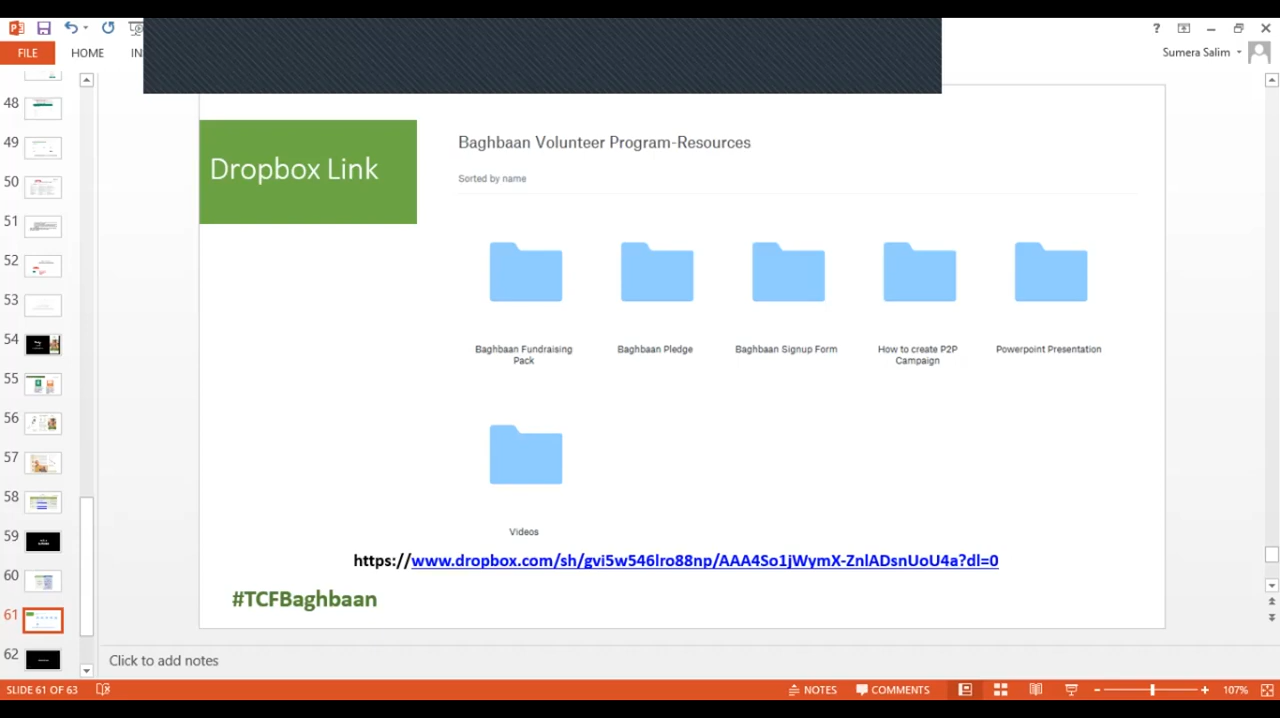 ?
FILE
HOME
IN
Sumera Salim
48
49
50
51
52
53
54
55
56
57
58
59
60
61
62
Dropbox Link
Baghbaan Volunteer Program-Resources
Sorted by name
Baghbaan Fundraising
Pack
Baghbaan Pledge
Baghbaan Signup Form
How to create P2P
Campaign
Powerpoint Presentation
Videos
https://www.dropbox.com/sh/gvi5w546lro88np/AAA4So1jWymX-ZnlADsnUoU4a?dl=0
#TCFBaghbaan
Click to add notes
SLIDE 61 OF 63
NOTES
COMMENTS
107%